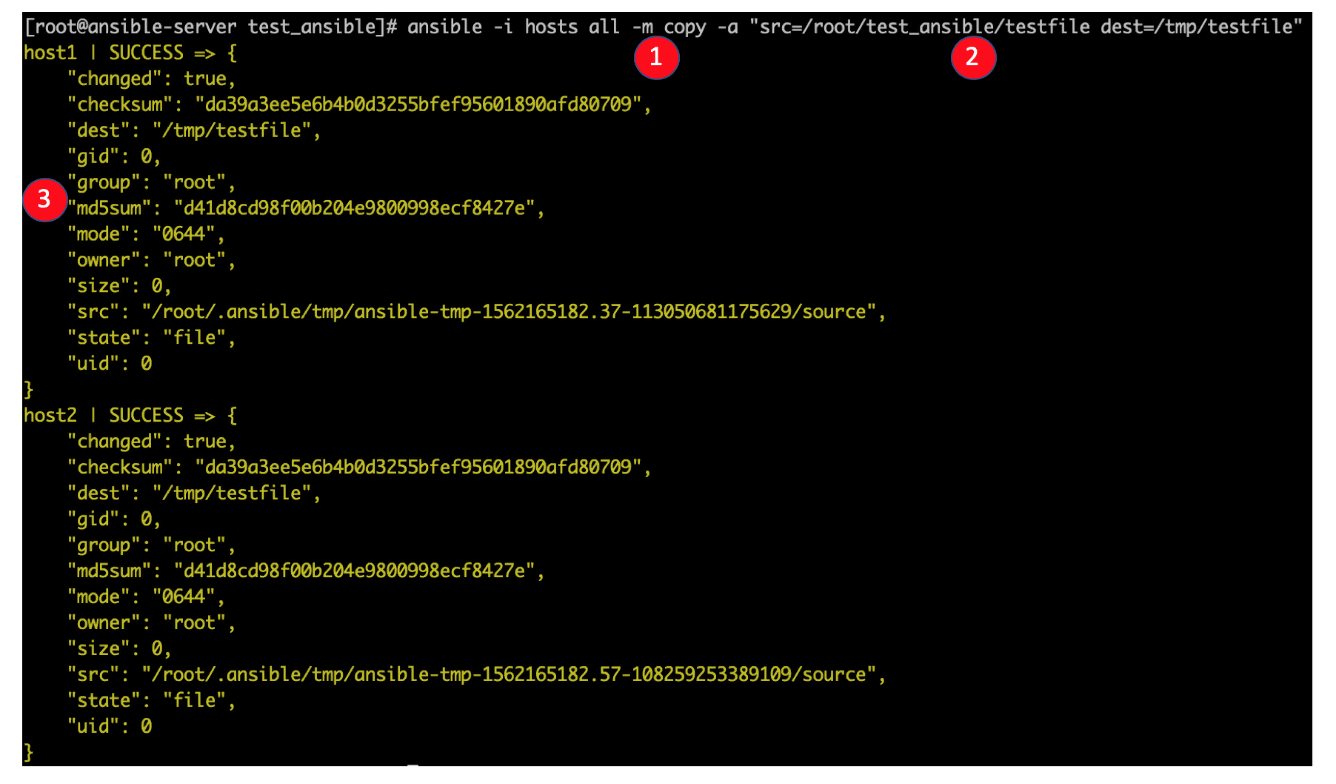 [root@ansible-server test_ansible]# ansible -i hosts all -m copy -a "src=/root/test_ansible/testfile dest=/tmp/testfile"
1
2
host1 | SUCCESS => {
    "changed": true,
    "checksum": "da39a3ee5e6b4b0d3255bfef95601890afd80709",
    "dest": "/tmp/testfile",
    "gid": 0,
    "group": "root",
3
    "md5sum": "d41d8cd98f00b204e9800998ecf8427e",
    "mode": "0644",
    "owner": "root",
    "size": 0,
    "src": "/root/.ansible/tmp/ansible-tmp-1562165182.37-113050681175629/source",
    "state": "file",
    "uid": 0
}
host2 | SUCCESS => {
    "changed": true,
    "checksum": "da39a3ee5e6b4b0d3255bfef95601890afd80709",
    "dest": "/tmp/testfile",
    "gid": 0,
    "group": "root",
    "md5sum": "d41d8cd98f00b204e9800998ecf8427e",
    "mode": "0644",
    "owner": "root",
    "size": 0,
    "src": "/root/.ansible/tmp/ansible-tmp-1562165182.57-108259253389109/source",
    "state": "file",
    "uid": 0
}